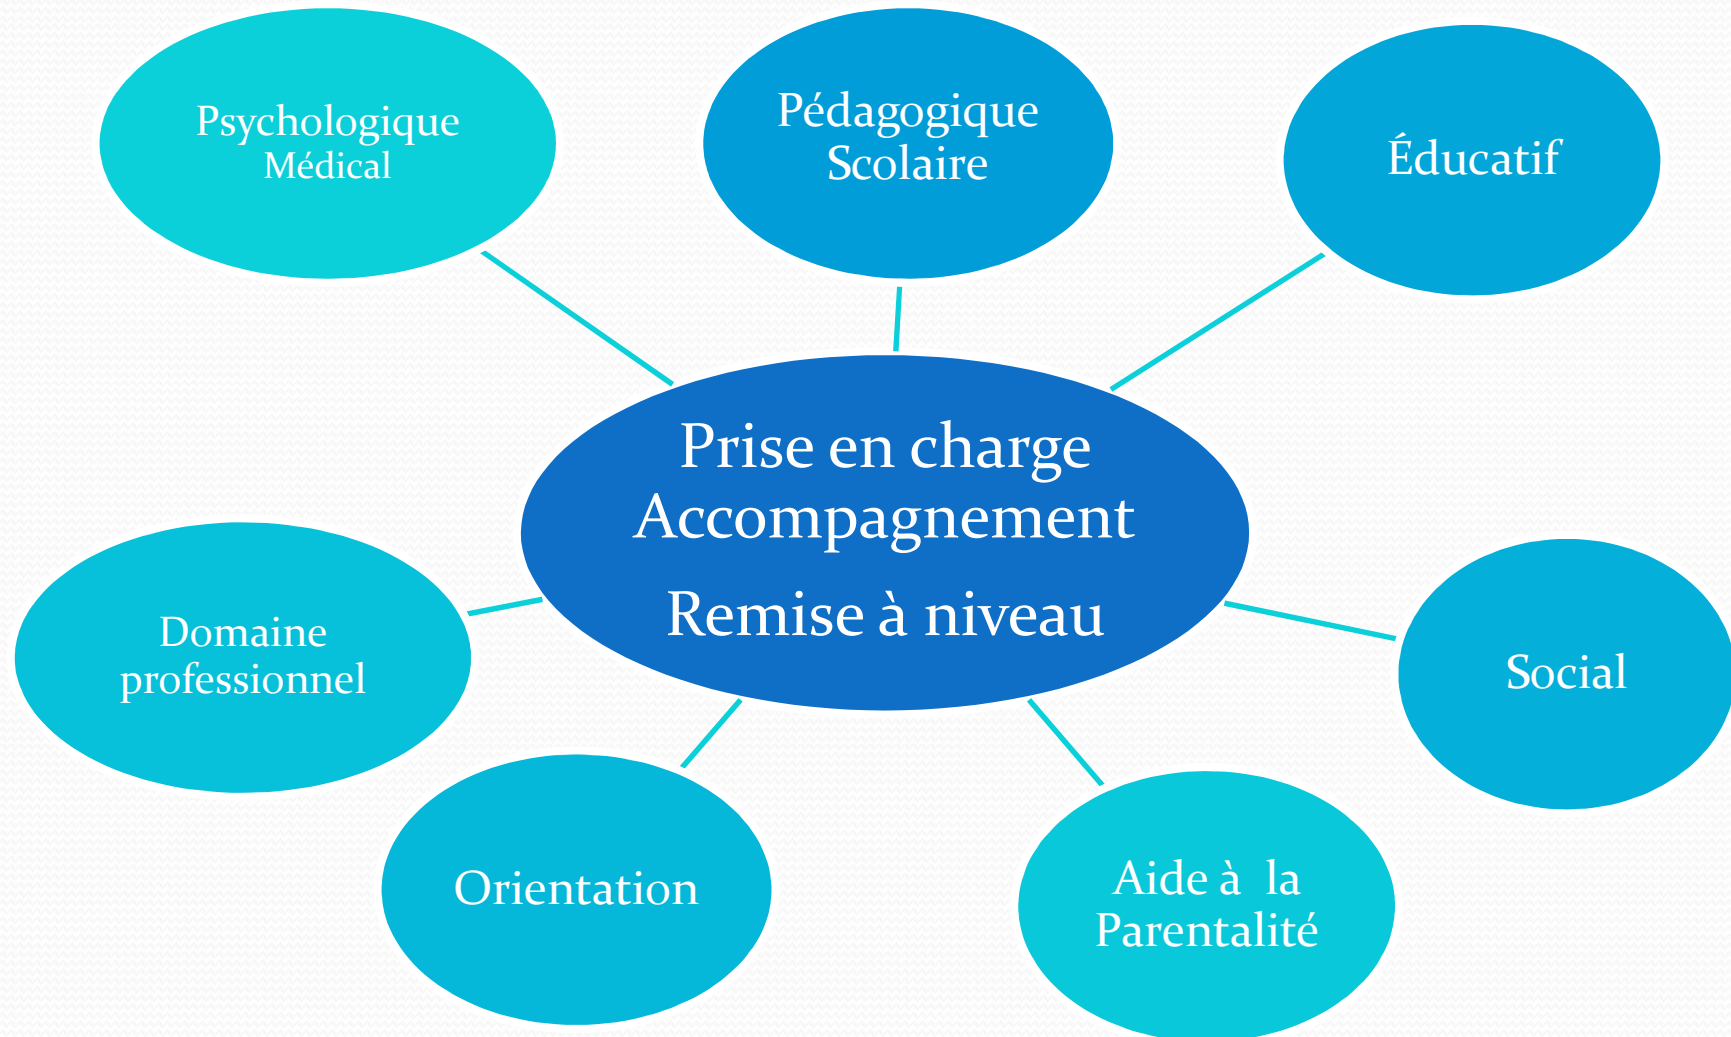 Psychologique
Médical
Pédagogique
Scolaire
Éducatif
Prise en charge
Accompagnement
Remise à niveau
Domaine
professionnel
Social
Orientation
Aide à la
Parentalité